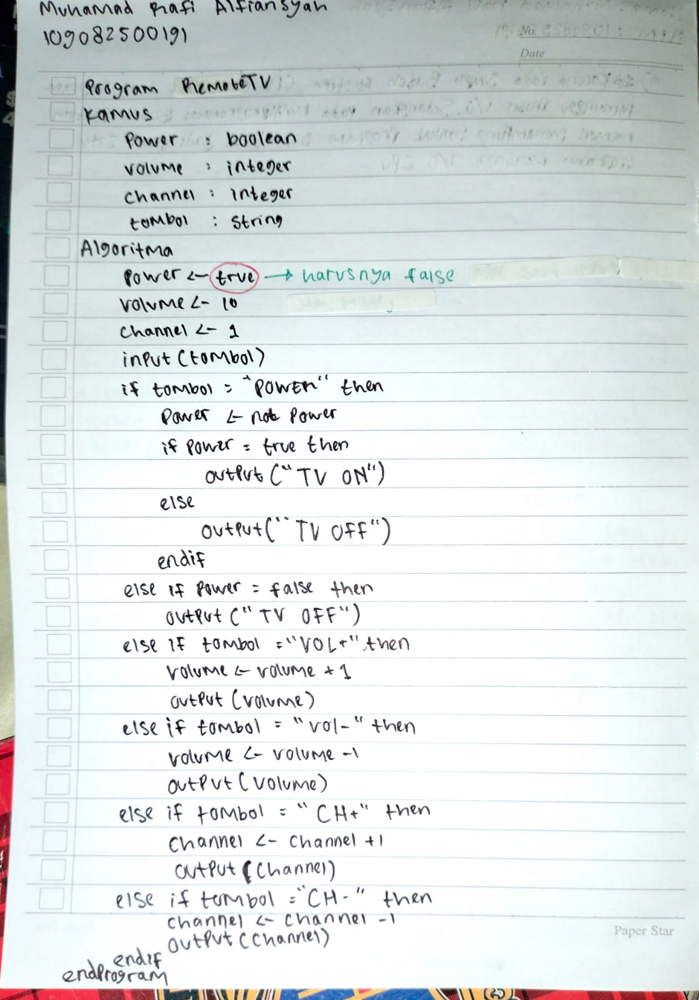 Muhamad Rafi Alfiansyah
109082500191
No.
Date
Program RemoteTV
Kamus
Power : boolean
volume : integer
channel : integer
tombol : string
Algoritma
Power <- true → harusnya false
volume <- 10
channel <- 1
input (tombol)
if tombol = "POWER" then
Power <- not Power
if Power = true then
output ("TV ON")
else
output("TV OFF")
endif
else if Power = false then
output ("TV OFF")
else if tombol = "VOL+" then
volume <- volume + 1
output (volume)
else if tombol = "vol-" then
volume <- volume -1
output (volume)
else if tombol = "CH+" then
channel <- channel +1
output (channel)
else if tombol = "CH-" then
channel <- channel -1
output (channel)
endif
endprogram
Paper Star